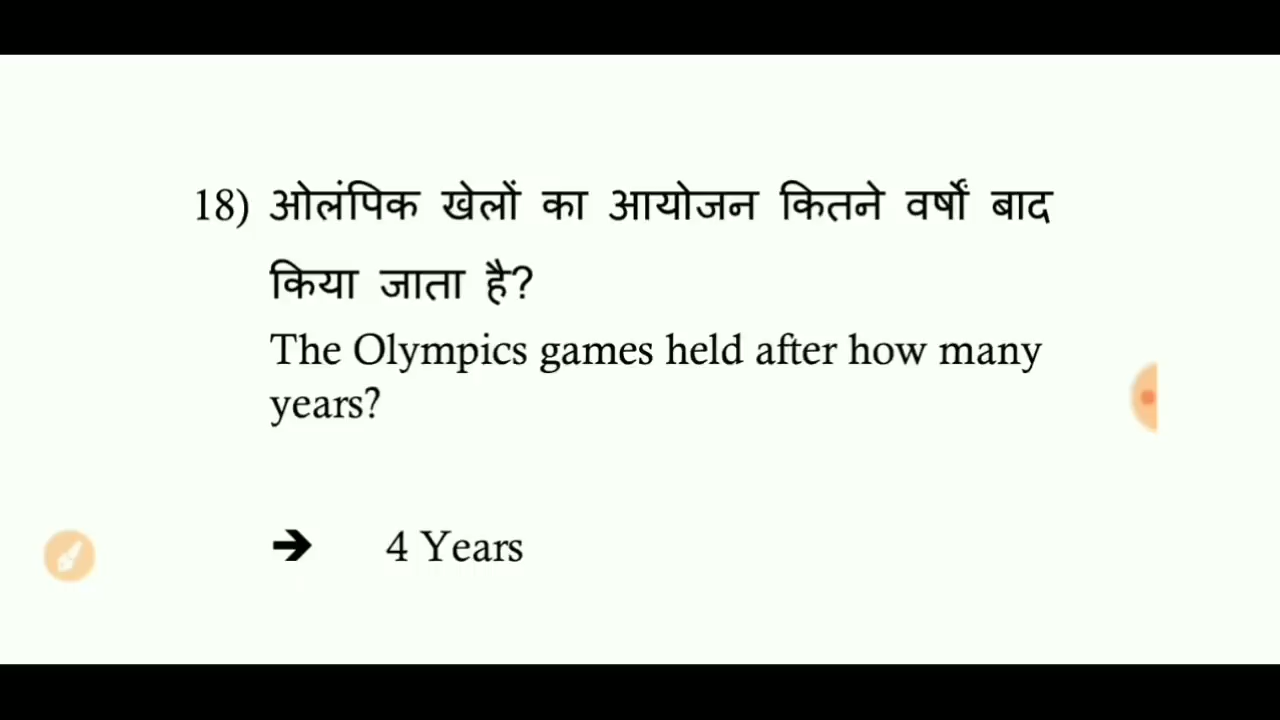 18) ओलंपिक खेलों का आयोजन कितने वर्षों बाद
किया जाता है?
The Olympics games held after how many
years?
➔ 4 Years